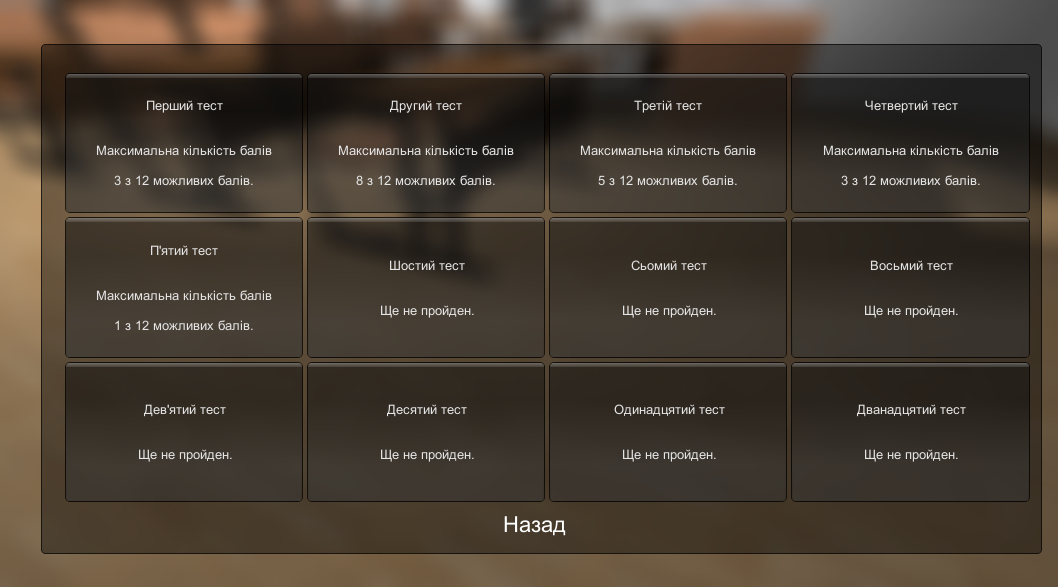 Перший тест
Максимальна кількість балів
3 з 12 можливих балів.
Другий тест
Максимальна кількість балів
8 з 12 можливих балів.
Третій тест
Максимальна кількість балів
5 з 12 можливих балів.
Четвертий тест
Максимальна кількість балів
3 з 12 можливих балів.
П'ятий тест
Максимальна кількість балів
1 з 12 можливих балів.
Шостий тест
Ще не пройден.
Сьомий тест
Ще не пройден.
Восьмий тест
Ще не пройден.
Дев'ятий тест
Ще не пройден.
Десятий тест
Ще не пройден.
Одинадцятий тест
Ще не пройден.
Дванадцятий тест
Ще не пройден.
Назад